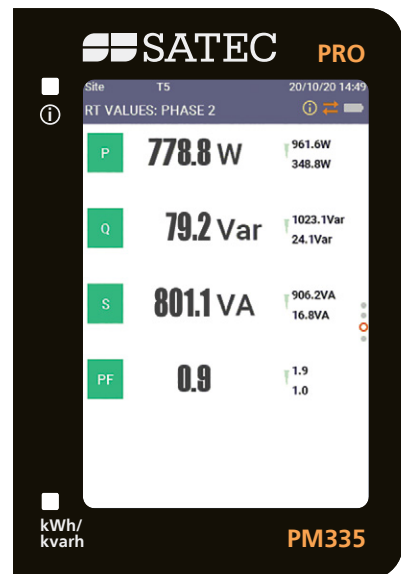 SATEC PRO
Site T5 20/10/20 14:49
RT VALUES: PHASE 2
P 778.8 W 961.6W
348.8W
Q 79.2 Var 1023.1Var
24.1Var
S 801.1 VA 906.2VA
16.8VA
PF 0.9 1.9
1.0
kWh/
kvarh
PM335